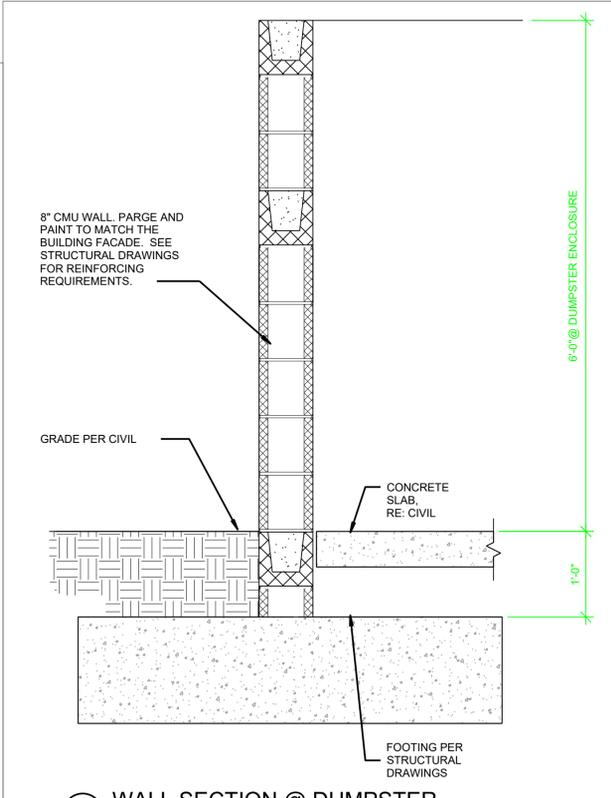 8" CMU WALL. PARGE AND
PAINT TO MATCH THE
BUILDING FACADE. SEE
STRUCTURAL DRAWINGS
FOR REINFORCING
REQUIREMENTS.
6'-0"@ DUMPSTER ENCLOSURE
GRADE PER CIVIL
CONCRETE
SLAB,
RE: CIVIL
1'-0"
FOOTING PER
STRUCTURAL
DRAWINGS
WALL SECTION @ DUMPSTER